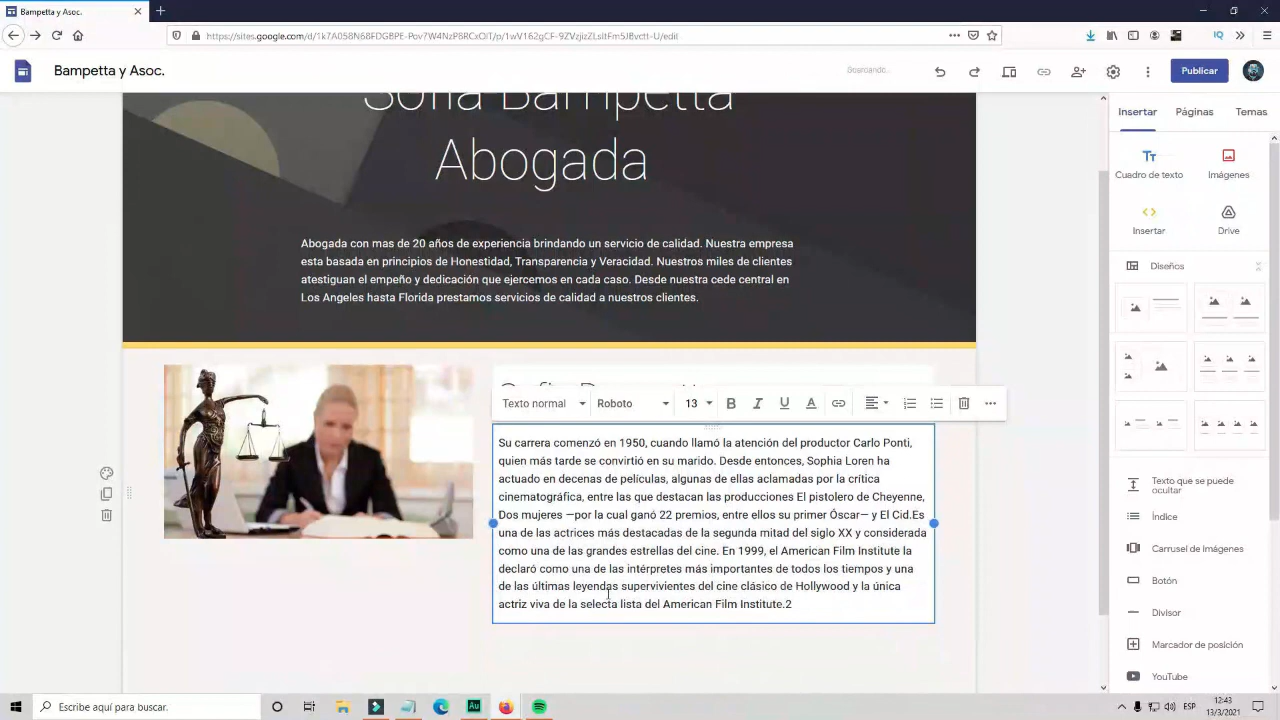 Bampetta y Asoc.
https://sites.google.com/d/1k7A058N68FDGBPE-Pov7W4NzP8RCxOIT/p/1wV162gCF-9ZVzjizZLsItFm5JBvctt-U/edit
Bampetta y Asoc.
Guardando…
Publicar
Sofia Bampetta
Abogada
Abogada con mas de 20 años de experiencia brindando un servicio de calidad. Nuestra empresa
esta basada en principios de Honestidad, Transparencia y Veracidad. Nuestros miles de clientes
atestiguan el empeño y dedicación que ejercemos en cada caso. Desde nuestra cede central en
Los Angeles hasta Florida prestamos servicios de calidad a nuestros clientes.
Texto normal
Roboto
13
Su carrera comenzó en 1950, cuando llamó la atención del productor Carlo Ponti,
quien más tarde se convirtió en su marido. Desde entonces, Sophia Loren ha
actuado en decenas de películas, algunas de ellas aclamadas por la crítica
cinematográfica, entre las que destacan las producciones El pistolero de Cheyenne,
Dos mujeres —por la cual ganó 22 premios, entre ellos su primer Óscar— y El Cid.Es
una de las actrices más destacadas de la segunda mitad del siglo XX y considerada
como una de las grandes estrellas del cine. En 1999, el American Film Institute la
declaró como una de las intérpretes más importantes de todos los tiempos y una
de las últimas leyendas supervivientes del cine clásico de Hollywood y la única
actriz viva de la selecta lista del American Film Institute.2
Insertar
Páginas
Temas
Cuadro de texto
Imágenes
Insertar
Drive
Diseños
Texto que se puede
ocultar
Índice
Carrusel de imágenes
Botón
Divisor
Marcador de posición
YouTube
Escribe aquí para buscar.
ESP
12:43
13/3/2021